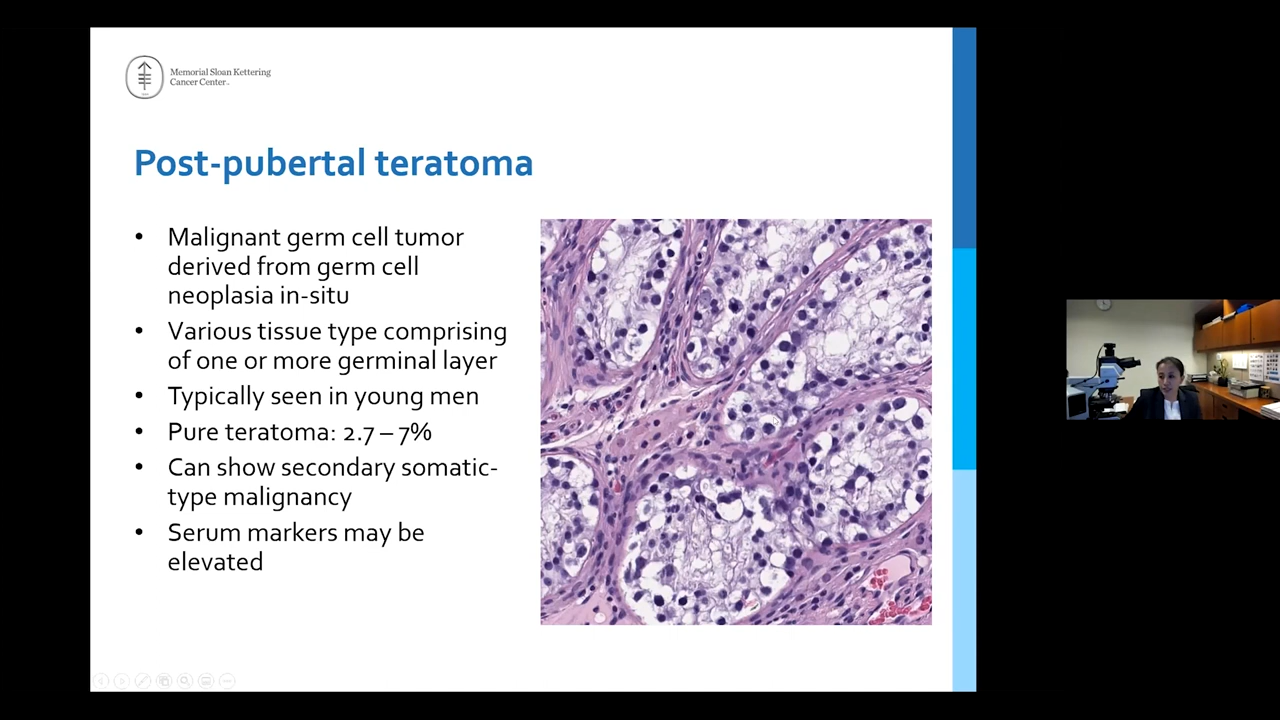 Memorial Sloan Kettering
Cancer Center
Post-pubertal teratoma
• Malignant germ cell tumor
derived from germ cell
neoplasia in-situ
• Various tissue type comprising
of one or more germinal layer
• Typically seen in young men
• Pure teratoma: 2.7 – 7%
• Can show secondary somatic-
type malignancy
• Serum markers may be
elevated